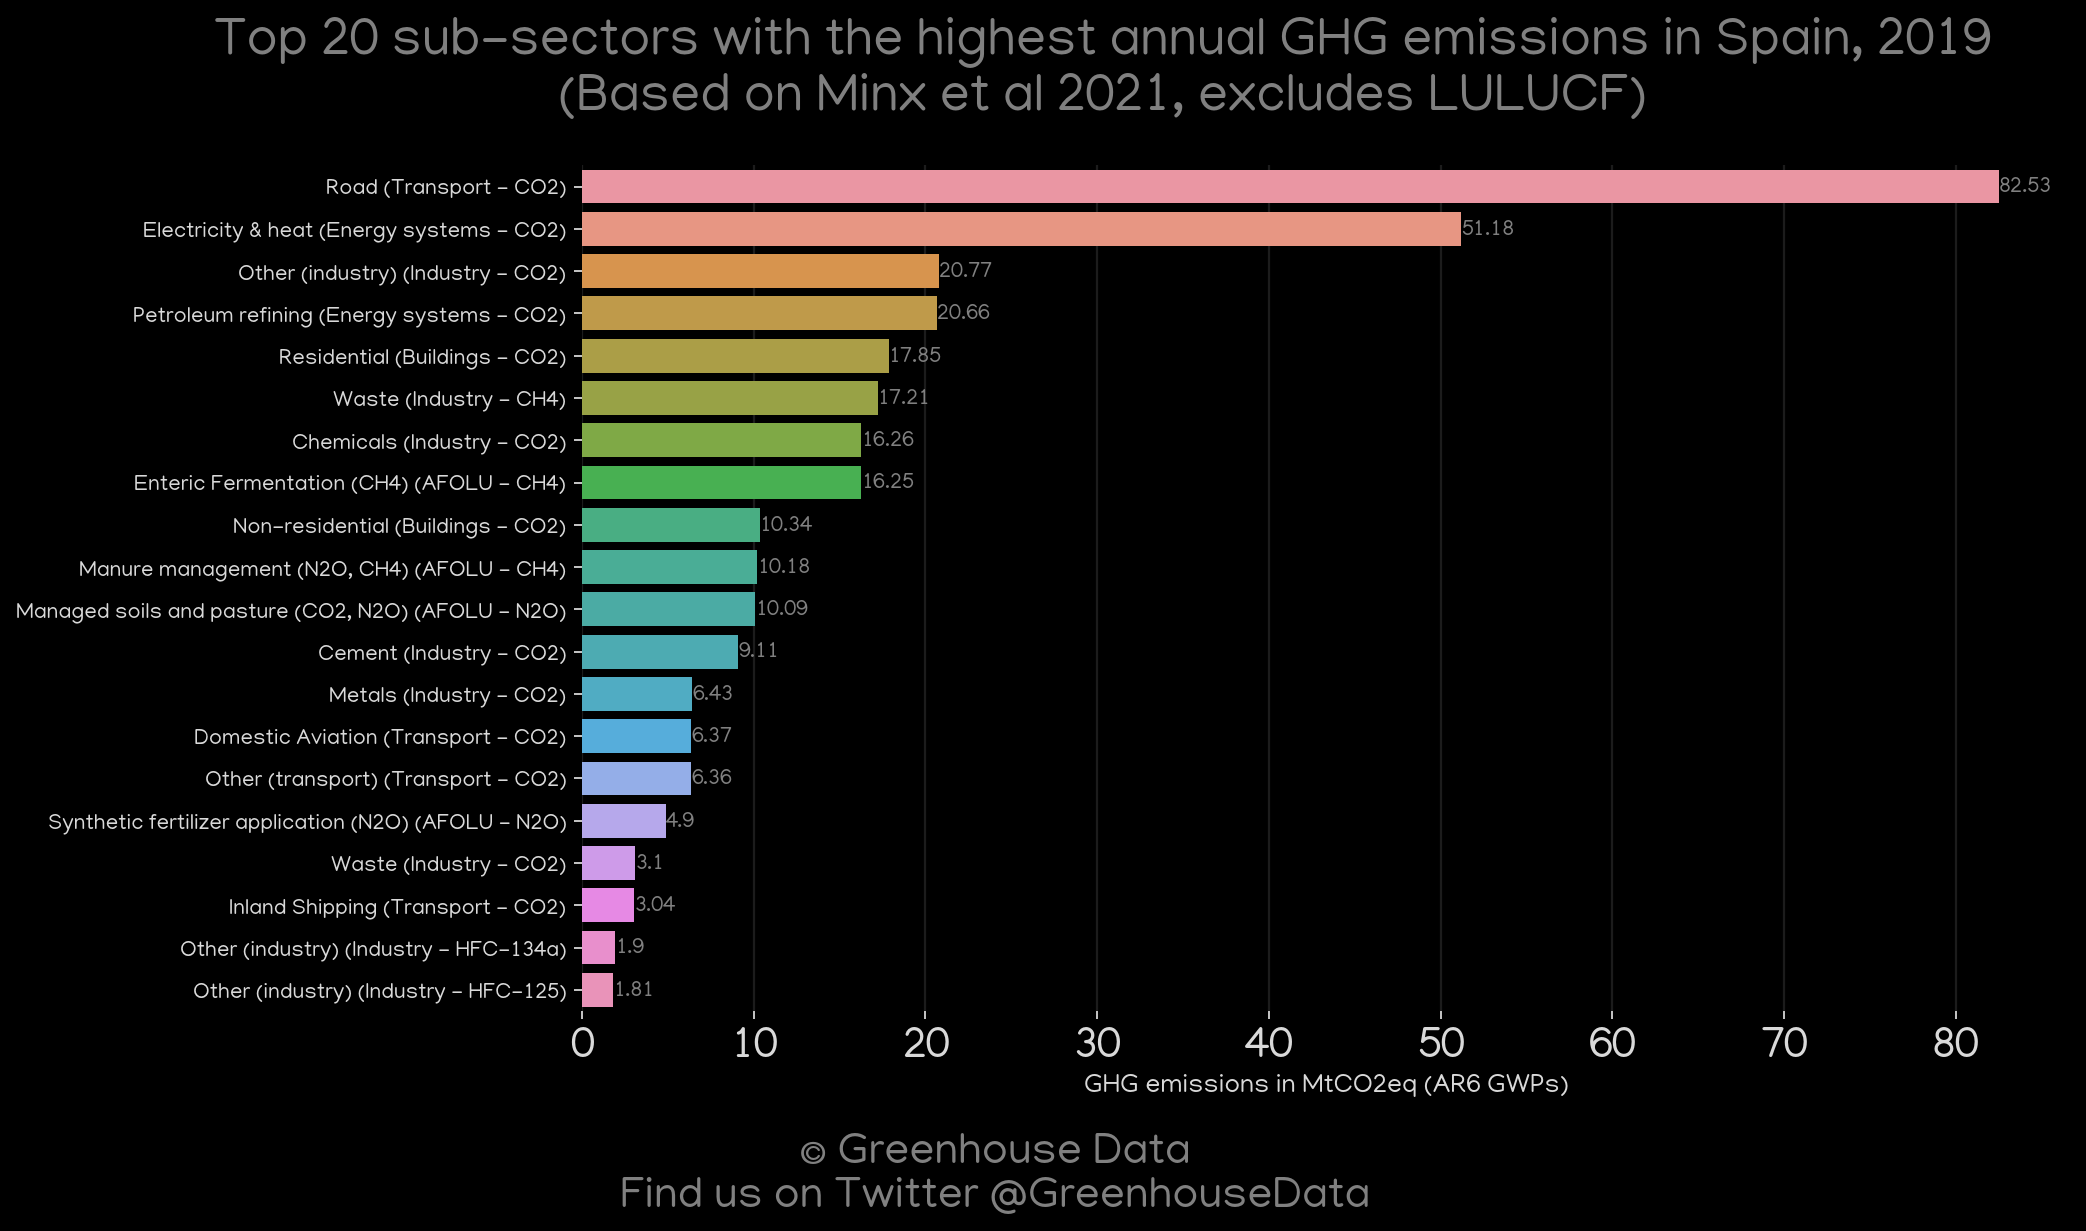 Top 20 sub-sectors with the highest annual GHG emissions in Spain, 2019
(Based on Minx et al 2021, excludes LULUCF)
Road (Transport - CO2) 82.53
Electricity & heat (Energy systems - CO2) 51.18
Other (industry) (Industry - CO2) 20.77
Petroleum refining (Energy systems - CO2) 20.66
Residential (Buildings - CO2) 17.85
Waste (Industry - CH4) 17.21
Chemicals (Industry - CO2) 16.26
Enteric Fermentation (CH4) (AFOLU - CH4) 16.25
Non-residential (Buildings - CO2) 10.34
Manure management (N2O, CH4) (AFOLU - CH4) 10.18
Managed soils and pasture (CO2, N2O) (AFOLU - N2O) 10.09
Cement (Industry - CO2) 9.11
Metals (Industry - CO2) 6.43
Domestic Aviation (Transport - CO2) 6.37
Other (transport) (Transport - CO2) 6.36
Synthetic fertilizer application (N2O) (AFOLU - N2O) 4.9
Waste (Industry - CO2) 3.1
Inland Shipping (Transport - CO2) 3.04
Other (industry) (Industry - HFC-134a) 1.9
Other (industry) (Industry - HFC-125) 1.81
0 10 20 30 40 50 60 70 80
GHG emissions in MtCO2eq (AR6 GWPs)
© Greenhouse Data
Find us on Twitter @GreenhouseData